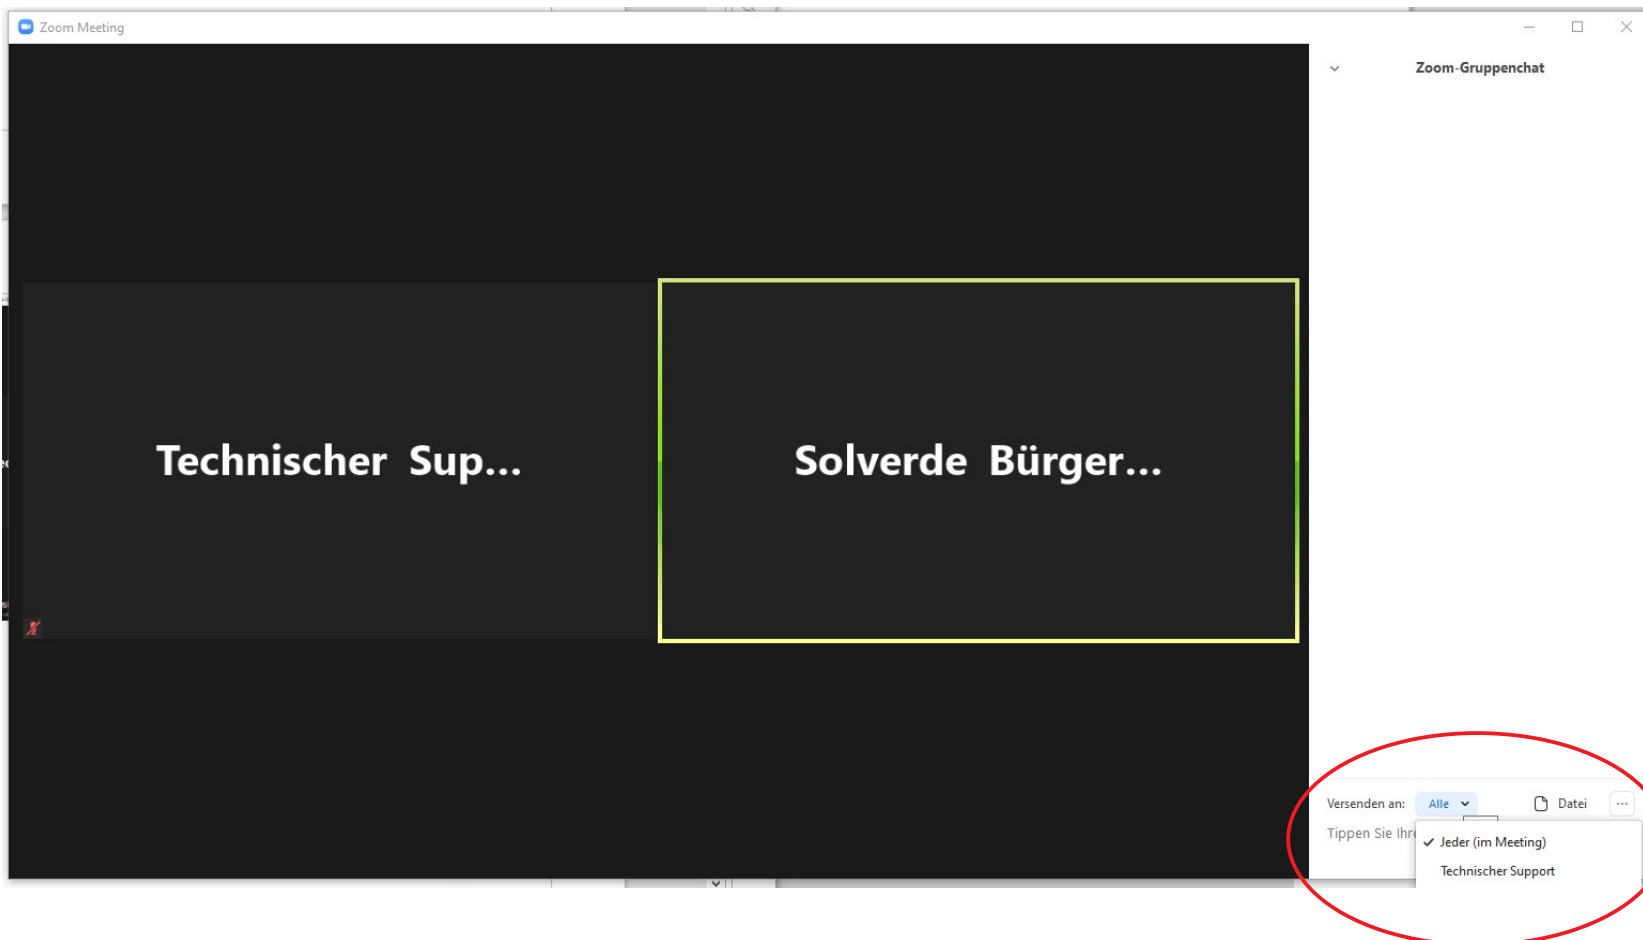 Zoom Meeting
Zoom-Gruppenchat
Technischer Sup...
Solverde Bürger...
Versenden an: Alle Datei
Tippen Sie Ihre
Jeder (im Meeting)
Technischer Support